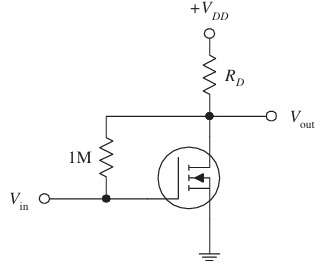 +V_DD
R_D
V_out
1M
V_in